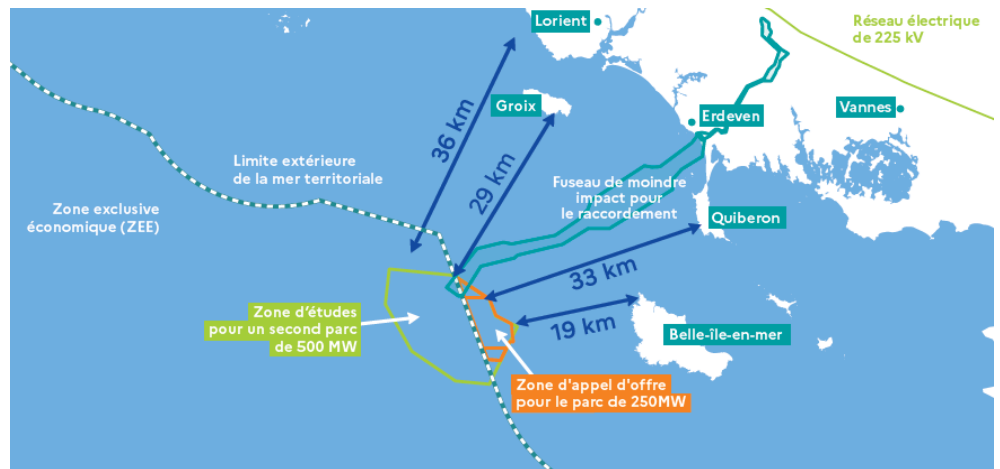 Lorient
Réseau électrique
de 225 kV
Groix
Erdeven
Vannes
36 km
29 km
Limite extérieure
de la mer territoriale
Zone exclusive
économique (ZEE)
Fuseau de moindre
impact pour
le raccordement
Quiberon
33 km
19 km
Zone d'études
pour un second parc
de 500 MW
Belle-île-en-mer
Zone d'appel d'offre
pour le parc de 250MW